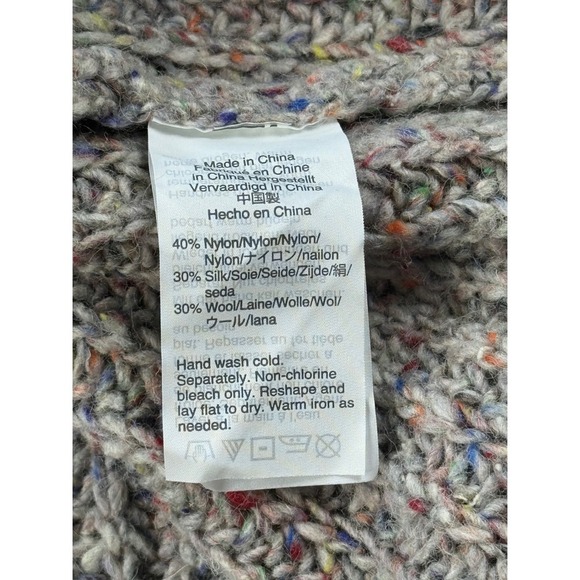 Made in China
Fabriqué en Chine
in China Hergestellt
Vervaardigd in China
中国製
Hecho en China
40% Nylon/Nylon/Nylon/
Nylon/ナイロン/nailon
30% Silk/Soie/Seide/Zijde/絹/
seda
30% Wool/Laine/Wolle/Wol/
ウール/lana
Hand wash cold.
Separately. Non-chlorine
bleach only. Reshape and
lay flat to dry. Warm iron as
needed.